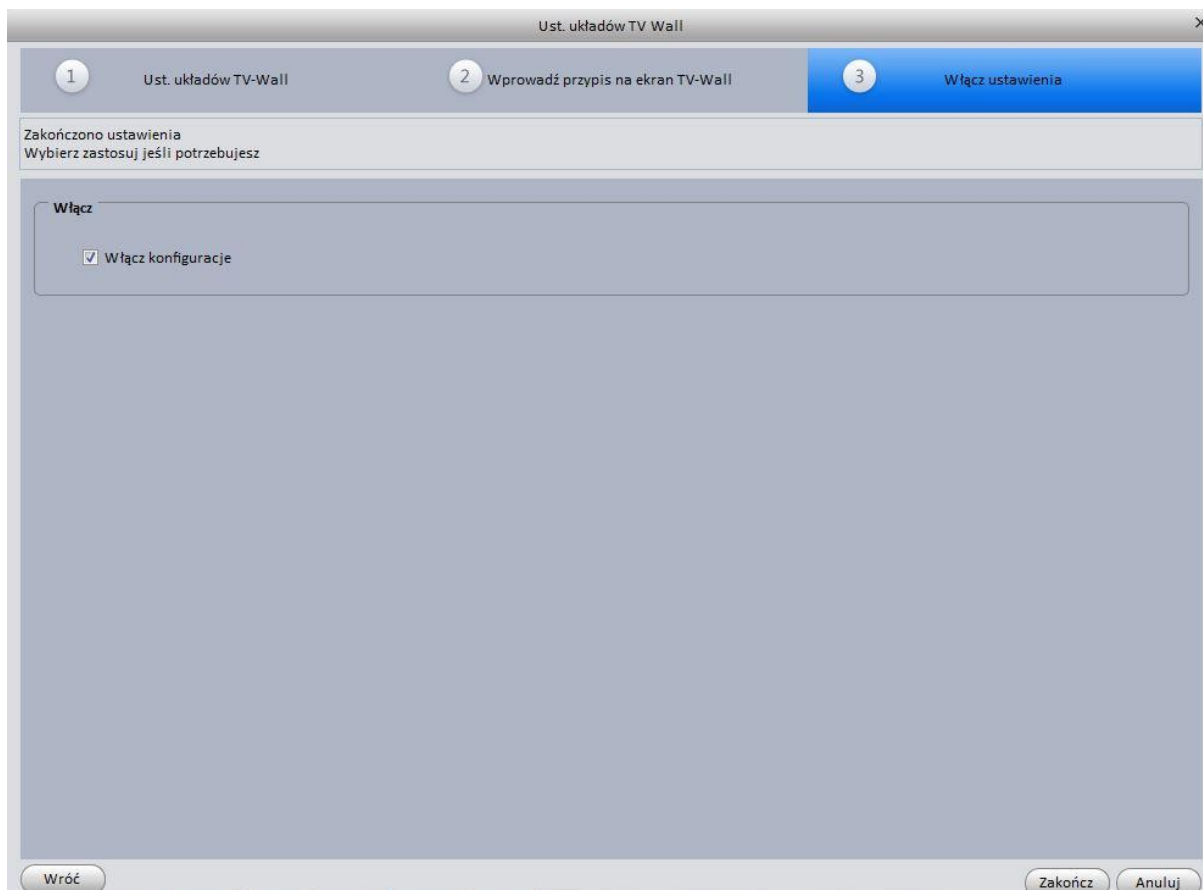 Ust. układów TV Wall
1 Ust. układów TV-Wall 2 Wprowadź przypis na ekran TV-Wall 3 Włącz ustawienia
Zakończono ustawienia
Wybierz zastosuj jeśli potrzebujesz
Włącz
Włącz konfiguracje
Wróć Zakończ Anuluj